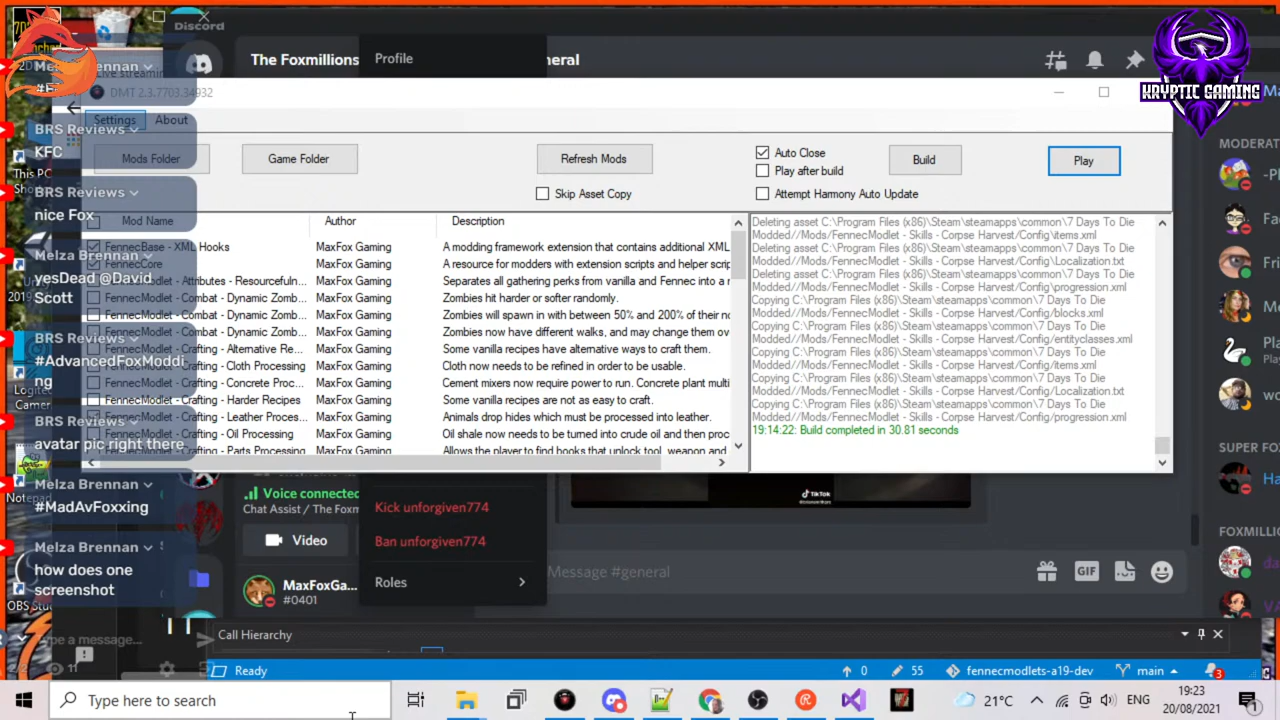 Discord
The Foxmillions
Profile
neral
KRYPTIC GAMING
Melza Brennan
Live streaming
DMT 2.3.7703.34932
Settings
About
BRS Reviews
KFC
Mods Folder
Game Folder
Refresh Mods
Auto Close
Play after build
Build
Play
Skip Asset Copy
Attempt Harmony Auto Update
This PC
BRS Reviews
nice Fox
Mod Name
Author
Description
FennecBase - XML Hooks
MaxFox Gaming
A modding framework extension that contains additional XML
FennecCore
MaxFox Gaming
A resource for modders with extension scripts and helper scrip
Melza Brennan
yesDead @David
Scott
FennecModlet - Attributes - Resourcefuln...
MaxFox Gaming
Separates all gathering perks from vanilla and Fennec into a r
FennecModlet - Combat - Dynamic Zomb...
MaxFox Gaming
Zombies hit harder or softer randomly.
FennecModlet - Combat - Dynamic Zomb...
MaxFox Gaming
Zombies will spawn in with between 50% and 200% of their no
FennecModlet - Combat - Dynamic Zomb...
MaxFox Gaming
Zombies now have different walks, and may change them ov
BRS Reviews
#AdvancedFoxModdi
ng
FennecModlet - Crafting - Alternative Re...
MaxFox Gaming
Some vanilla recipes have alternative ways to craft them.
FennecModlet - Crafting - Cloth Processing
MaxFox Gaming
Cloth now needs to be refined in order to be usable.
FennecModlet - Crafting - Concrete Proc...
MaxFox Gaming
Cement mixers now require power to run. Concrete plant multi
FennecModlet - Crafting - Harder Recipes
MaxFox Gaming
Some vanilla recipes are not as easy to craft.
FennecModlet - Crafting - Leather Proces...
MaxFox Gaming
Animals drop hides which must be processed into leather.
BRS Reviews
avatar pic right there
FennecModlet - Crafting - Oil Processing
MaxFox Gaming
Oil shale now needs to be turned into crude oil and then proc
FennecModlet - Crafting - Parts Processing
MaxFox Gaming
Allows the player to find books that unlock tool, weapon and
Deleting asset C:\Program Files (x86)\Steam\steamapps\common\7 Days To Die
Modded//Mods/FennecModlet - Skills - Corpse Harvest/Config\items.xml
Deleting asset C:\Program Files (x86)\Steam\steamapps\common\7 Days To Die
Modded//Mods/FennecModlet - Skills - Corpse Harvest/Config\Localization.txt
Deleting asset C:\Program Files (x86)\Steam\steamapps\common\7 Days To Die
Modded//Mods/FennecModlet - Skills - Corpse Harvest/Config\progression.xml
Copying C:\Program Files (x86)\Steam\steamapps\common\7 Days To Die
Modded//Mods/FennecModlet - Skills - Corpse Harvest/Config/blocks.xml
Copying C:\Program Files (x86)\Steam\steamapps\common\7 Days To Die
Modded//Mods/FennecModlet - Skills - Corpse Harvest/Config/entityclasses.xml
Copying C:\Program Files (x86)\Steam\steamapps\common\7 Days To Die
Modded//Mods/FennecModlet - Skills - Corpse Harvest/Config/items.xml
Copying C:\Program Files (x86)\Steam\steamapps\common\7 Days To Die
Modded//Mods/FennecModlet - Skills - Corpse Harvest/Config/Localization.txt
Copying C:\Program Files (x86)\Steam\steamapps\common\7 Days To Die
Modded//Mods/FennecModlet - Skills - Corpse Harvest/Config/progression.xml
19:14:22: Build completed in 30.81 seconds
MODERAT
SUPER FO
FOXMILLI
Melza Brennan
#MadAvFoxxing
Voice connected
Chat Assist / The Foxm
Kick unforgiven774
TikTok
Video
Ban unforgiven774
Melza Brennan
how does one
screenshot
MaxFoxGa...
#0401
Roles
Message #general
GIF
OBS Stu
ype a message...
Call Hierarchy
11
Ready
0
55
fennecmodlets-a19-dev
main
3
Type here to search
21°C
ENG
19:23
20/08/2021
1